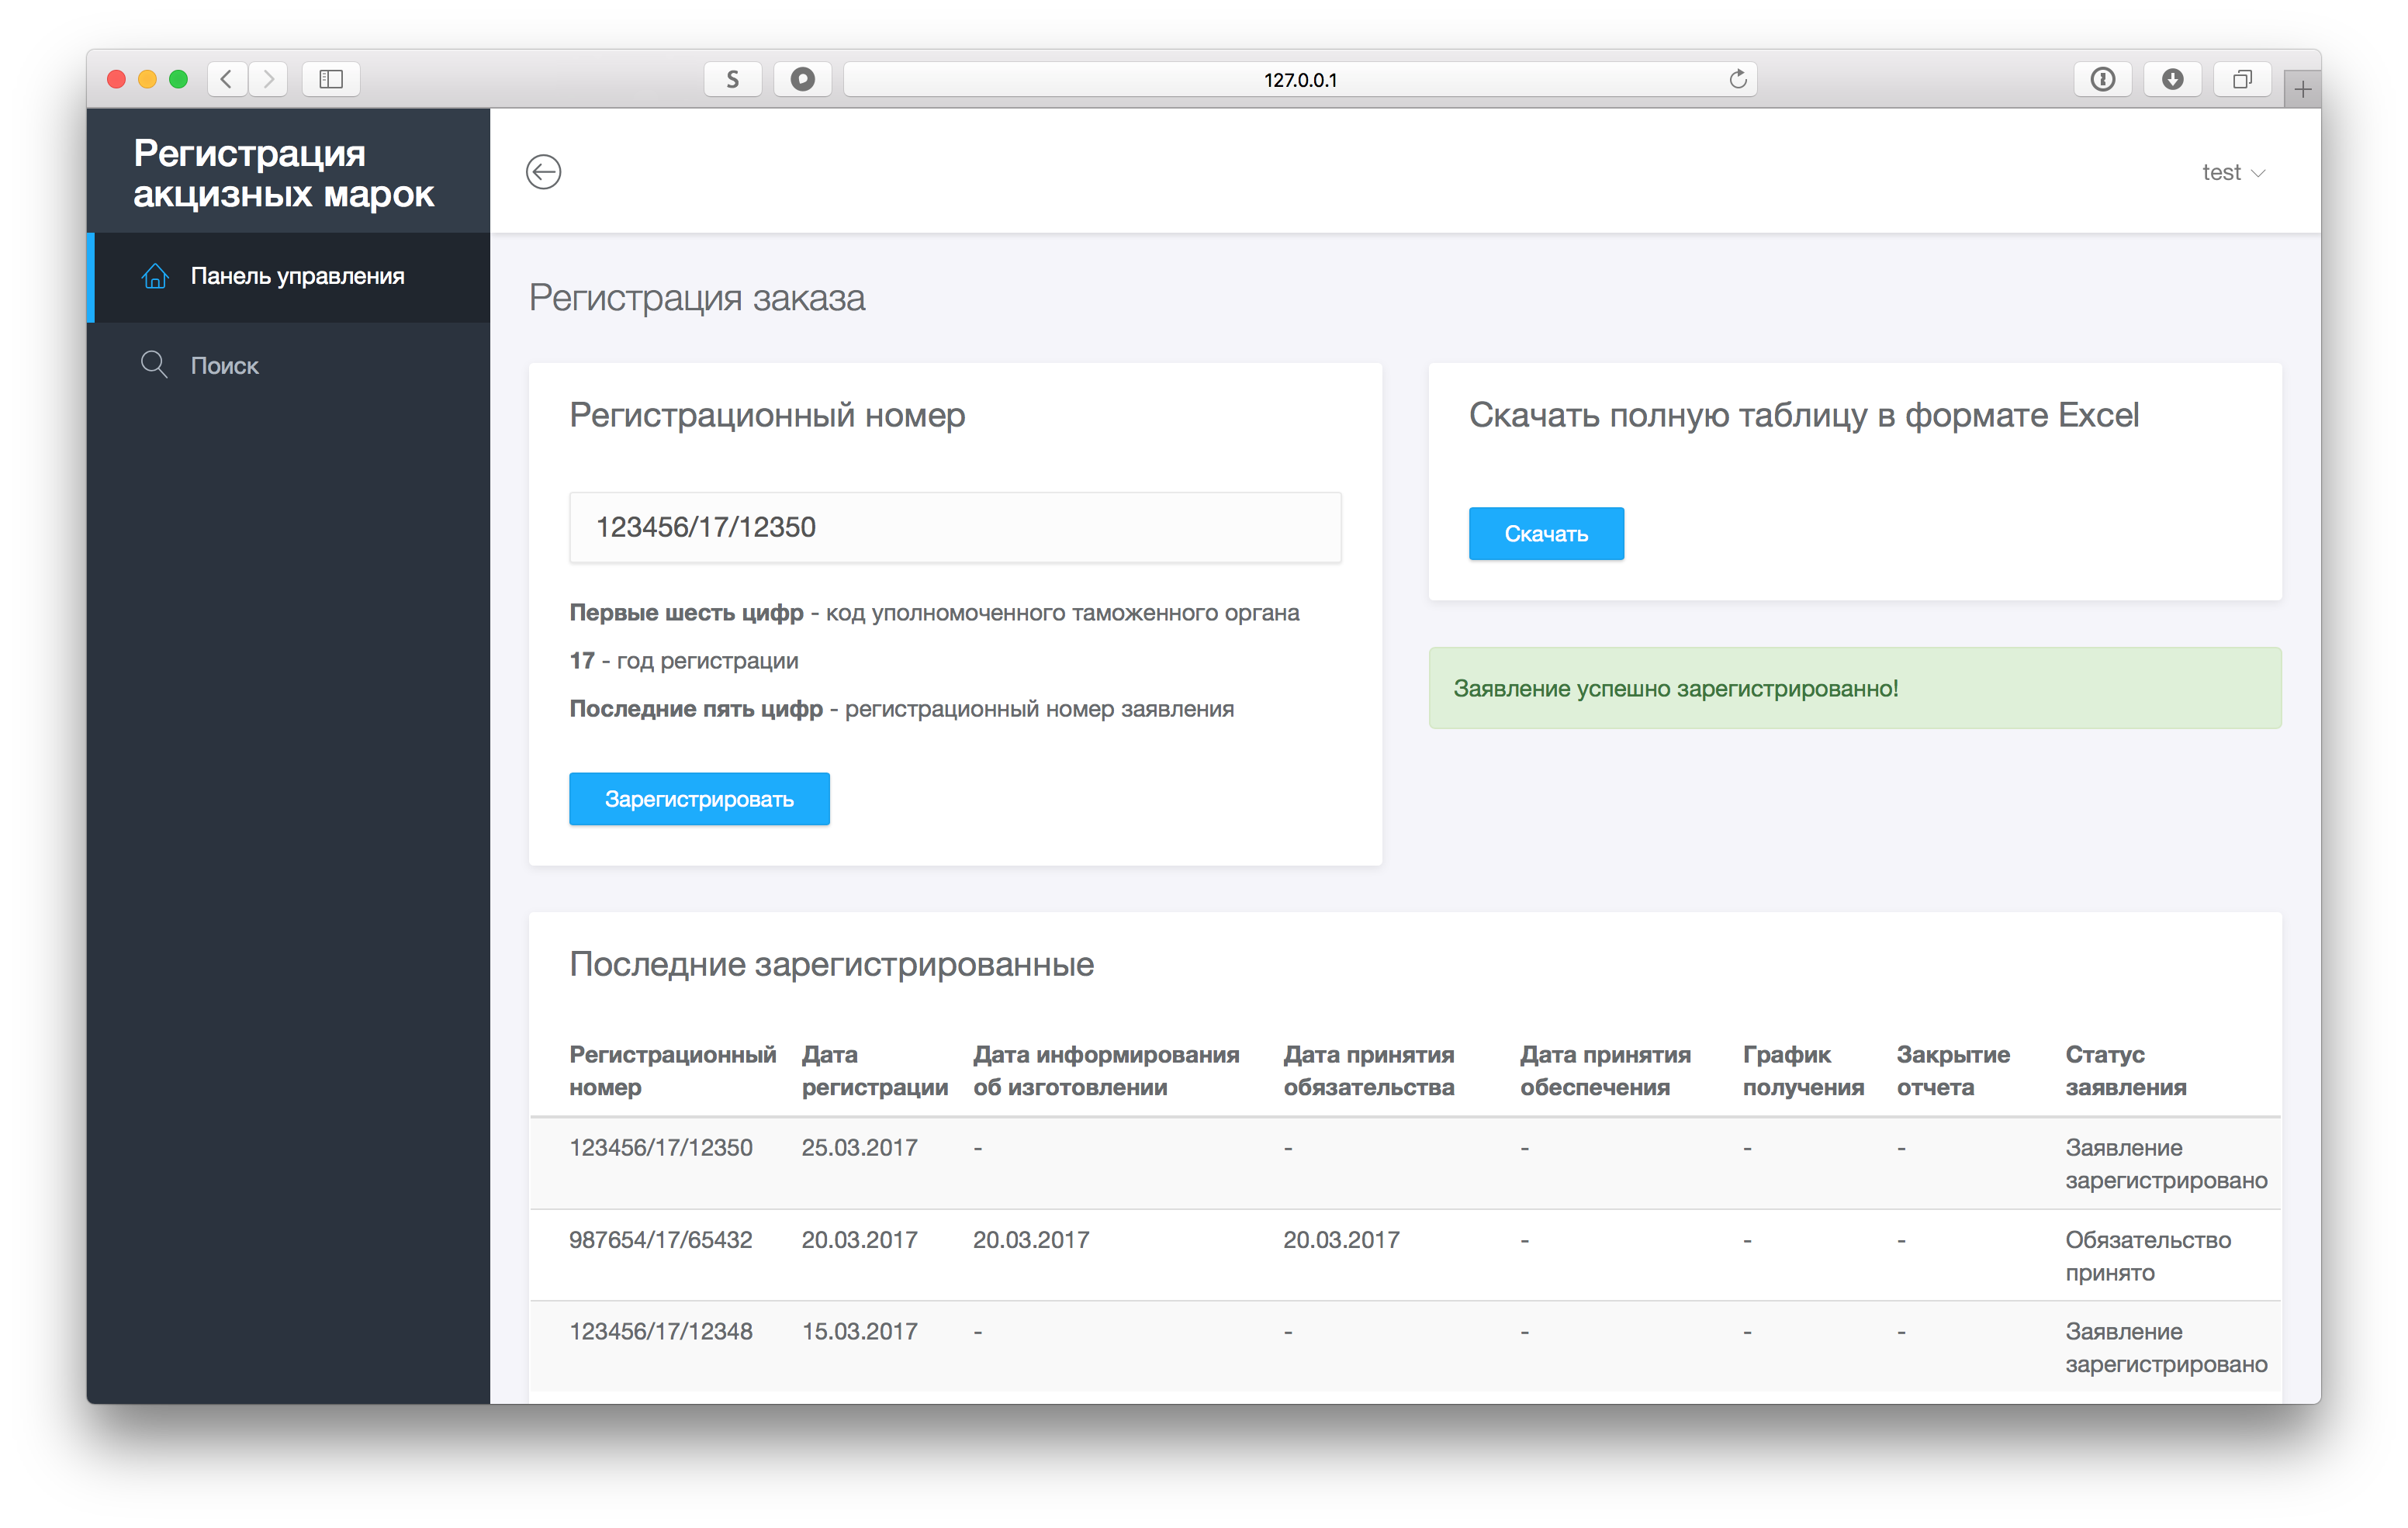 S
127.0.0.1
Регистрация
акцизных марок
test
Панель управления
Поиск
Регистрация заказа
Регистрационный номер
123456/17/12350
Первые шесть цифр - код уполномоченного таможенного органа
17 - год регистрации
Последние пять цифр - регистрационный номер заявления
Зарегистрировать
Скачать полную таблицу в формате Excel
Скачать
Заявление успешно зарегистрированно!
Последние зарегистрированные
Регистрационный номер Дата регистрации Дата информирования об изготовлении Дата принятия обязательства Дата принятия обеспечения График получения Закрытие отчета Статус заявления
123456/17/12350 25.03.2017 - - - - - Заявление зарегистрировано
987654/17/65432 20.03.2017 20.03.2017 20.03.2017 - - - Обязательство принято
123456/17/12348 15.03.2017 - - - - - Заявление зарегистрировано